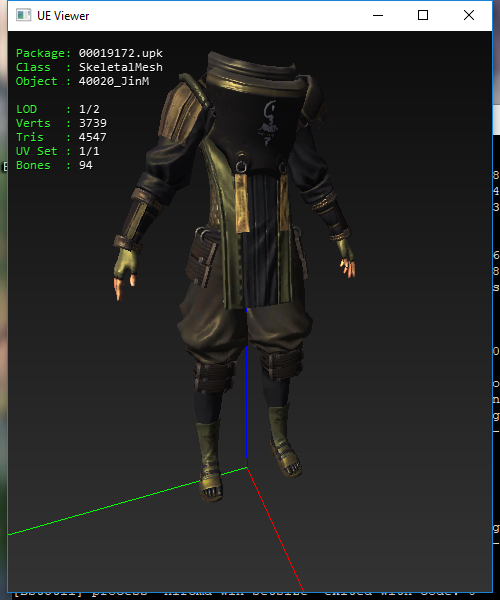 UE Viewer
Package: 00019172.upk
Class  : SkeletalMesh
Object : 40020_JinM
LOD    : 1/2
Verts  : 3739
Tris   : 4547
UV Set : 1/1
Bones  : 94